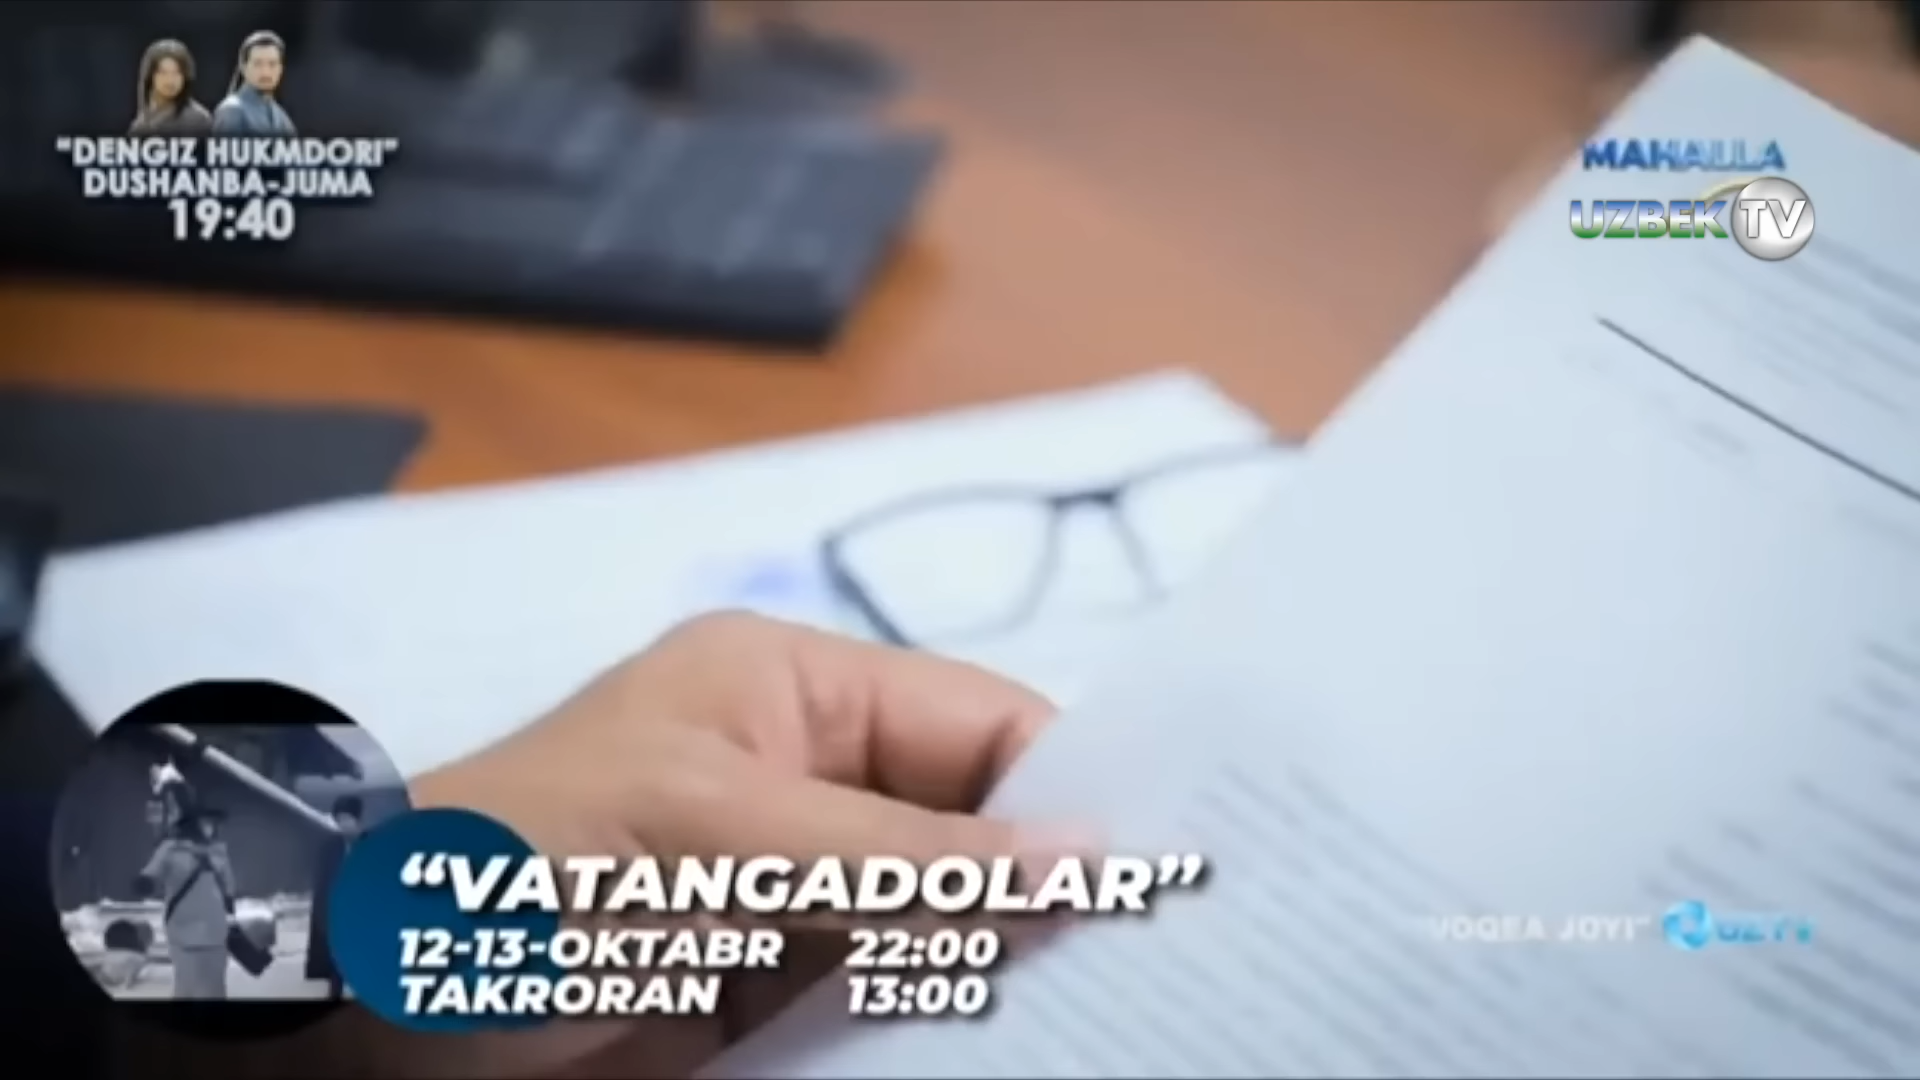 "DENGIZ HUKMDORI"
DUSHANBA-JUMA
19:40
MAHALLA
UZBEK TV
“VATANGADOLAR”
12-13-OKTABR 22:00
TAKRORAN 13:00